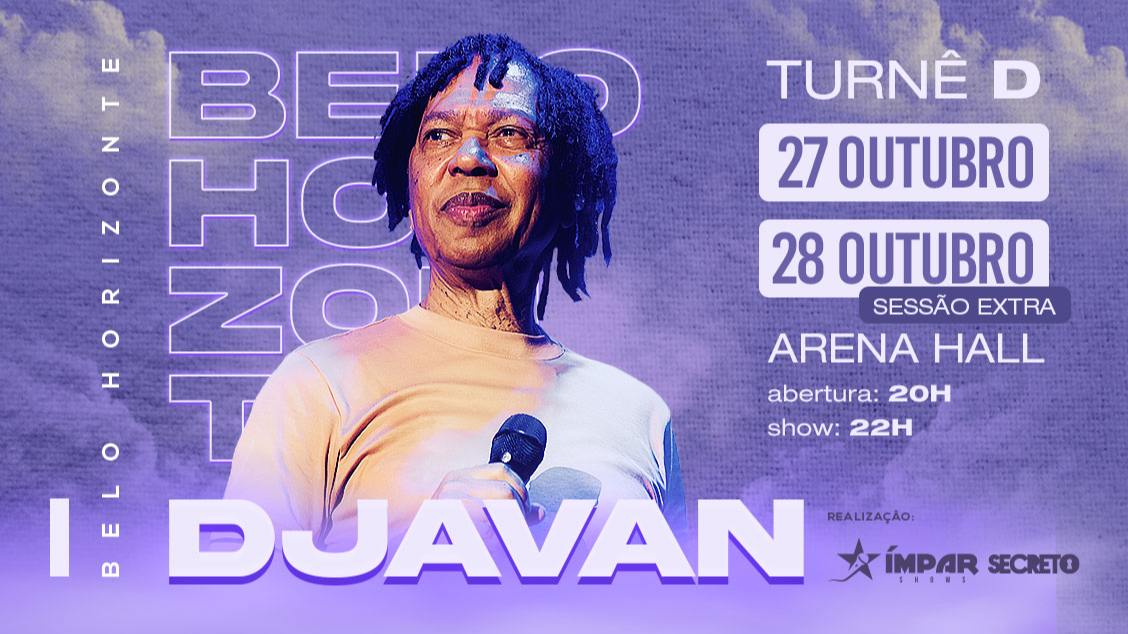 BELO HORIZONTE
BELO
HO
ZO
T
TURNÊ D
27 OUTUBRO
28 OUTUBRO
SESSÃO EXTRA
ARENA HALL
abertura: 20H
show: 22H
DJAVAN
REALIZAÇÃO:
ÍMPAR SECRETO
SHOWS